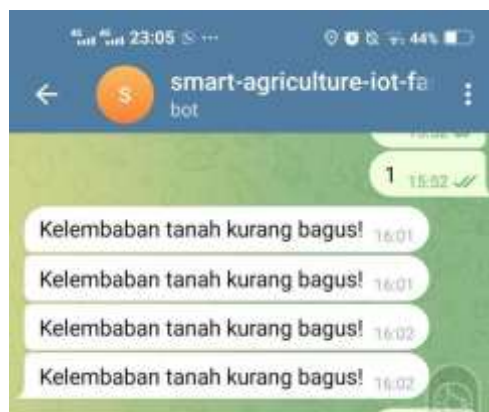 23:05
44%
S
smart-agriculture-iot-fa
bot
1 15:52
Kelembaban tanah kurang bagus! 16:01
Kelembaban tanah kurang bagus! 16:01
Kelembaban tanah kurang bagus! 16:02
Kelembaban tanah kurang bagus! 16:02